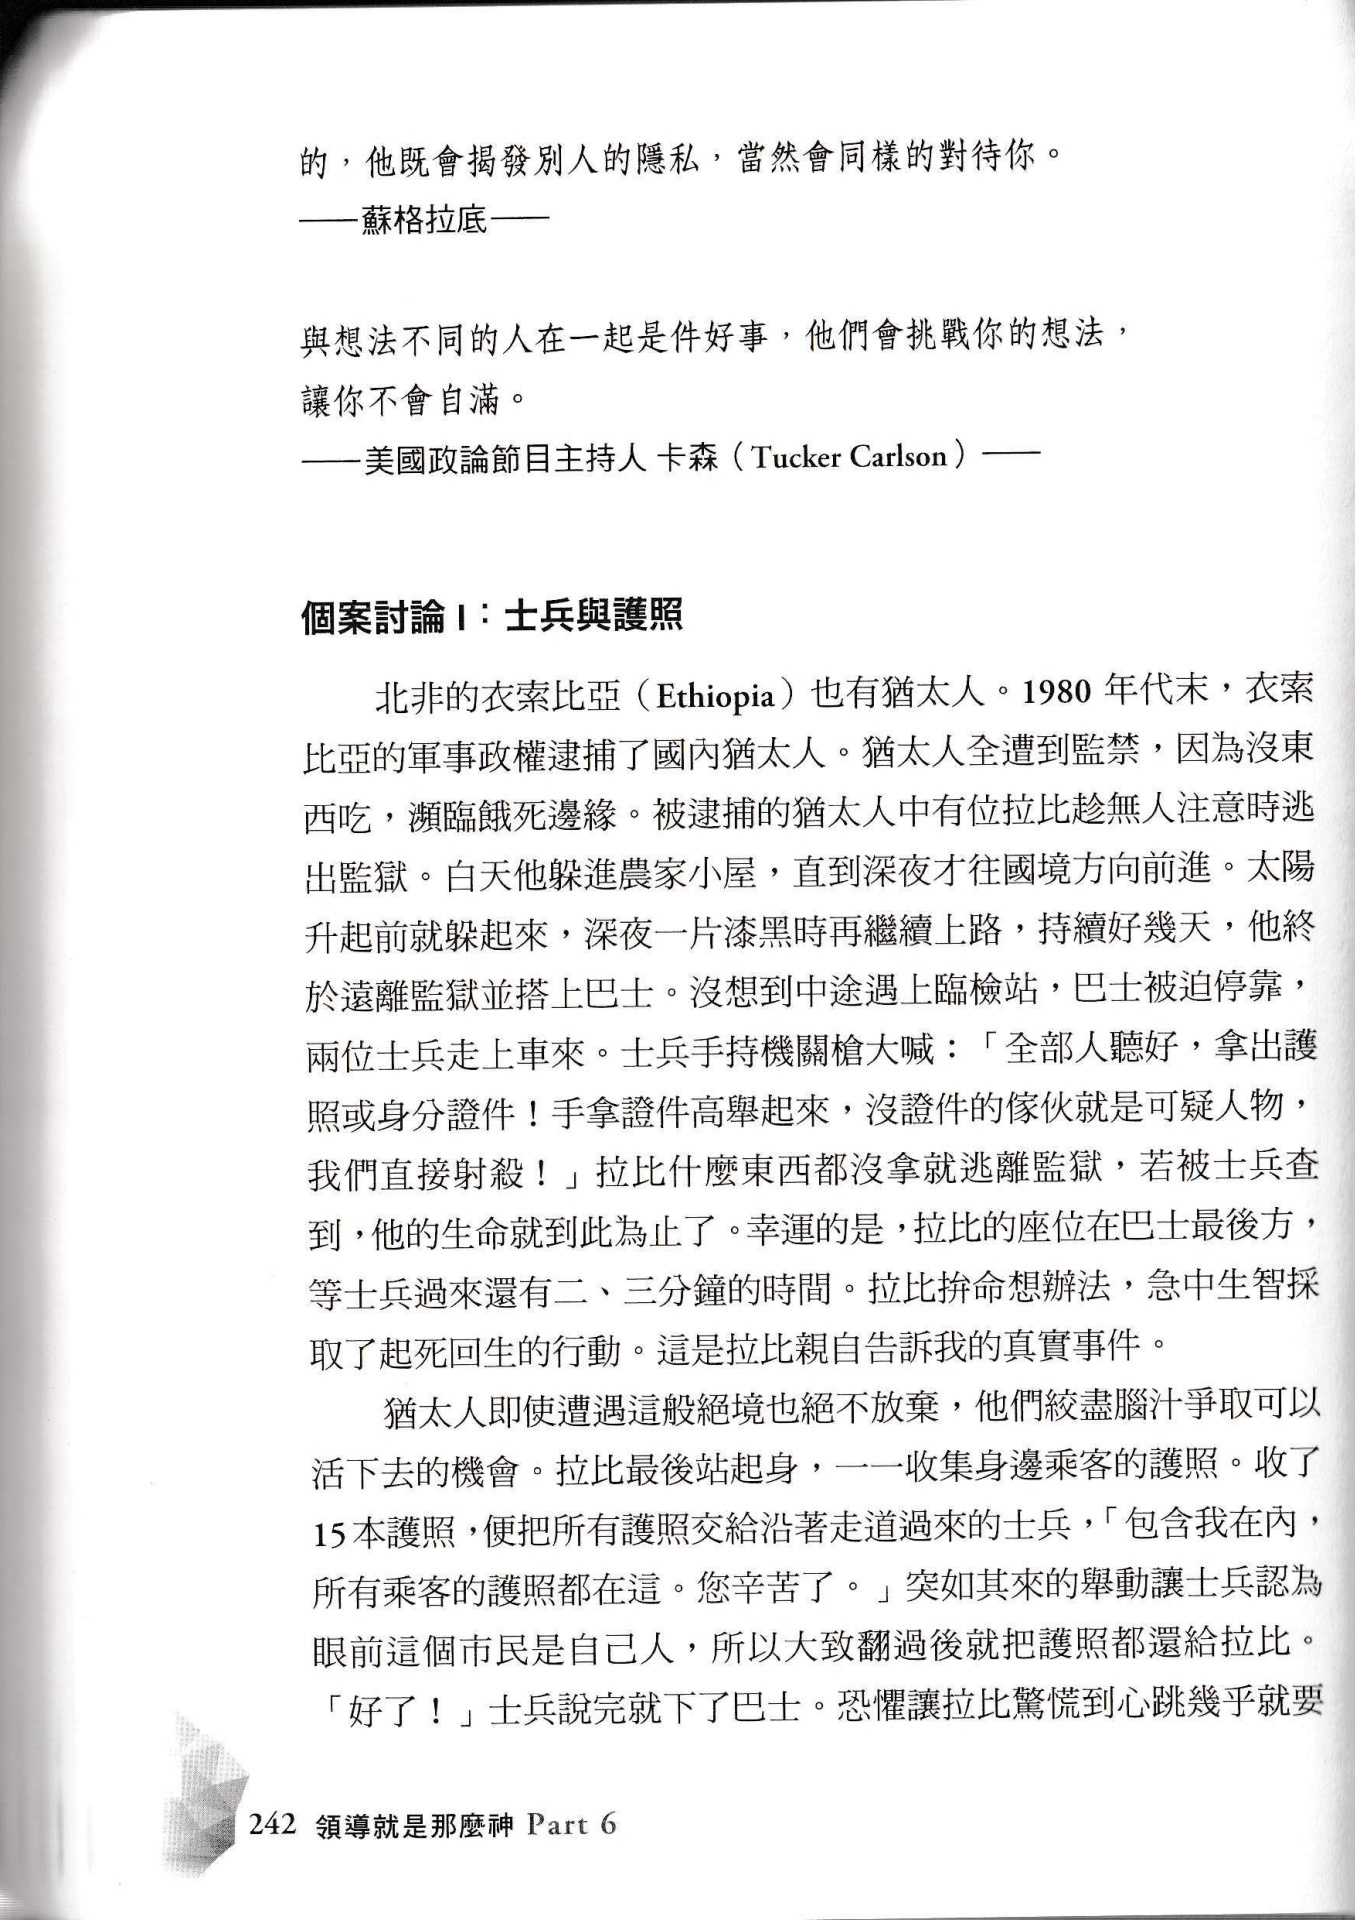 的，他既會揭發別人的隱私，當然會同樣的對待你。
——蘇格拉底——
與想法不同的人在一起是件好事，他們會挑戰你的想法，
讓你不會自滿。
——美國政論節目主持人 卡森（Tucker Carlson）——
個案討論 I：士兵與護照
北非的衣索比亞（Ethiopia）也有猶太人。1980 年代末，衣索
比亞的軍事政權逮捕了國內猶太人。猶太人全遭到監禁，因為沒東
西吃，瀕臨餓死邊緣。被逮捕的猶太人中有位拉比趁無人注意時逃
出監獄。白天他躲進農家小屋，直到深夜才往國境方向前進。太陽
升起前就躲起來，深夜一片漆黑時再繼續上路，持續好幾天，他終
於遠離監獄並搭上巴士。沒想到中途遇上臨檢站，巴士被迫停靠，
兩位士兵走上車來。士兵手持機關槍大喊：「全部人聽好，拿出護
照或身分證件！手拿證件高舉起來，沒證件的傢伙就是可疑人物，
我們直接射殺！」拉比什麼東西都沒拿就逃離監獄，若被士兵查
到，他的生命就到此為止了。幸運的是，拉比的座位在巴士最後方，
等士兵過來還有二、三分鐘的時間。拉比拚命想辦法，急中生智採
取了起死回生的行動。這是拉比親自告訴我的真實事件。
猶太人即使遭遇這般絕境也絕不放棄，他們絞盡腦汁爭取可以
活下去的機會。拉比最後站起身，一一收集身邊乘客的護照。收了
15本護照，便把所有護照交給沿著走道過來的士兵，「包含我在內，
所有乘客的護照都在這。您辛苦了。」突如其來的舉動讓士兵認為
眼前這個市民是自己人，所以大致翻過後就把護照都還給拉比。
「好了！」士兵說完就下了巴士。恐懼讓拉比驚慌到心跳幾乎就要
242 領導就是那麼神 Part 6